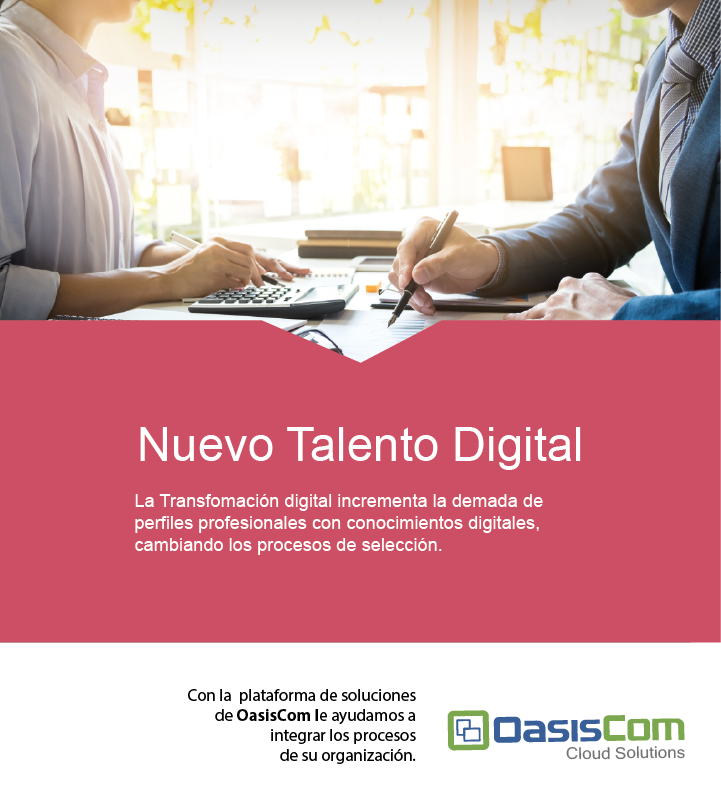 Nuevo Talento Digital
La Transfomación digital incrementa la demada de
perfiles profesionales con conocimientos digitales,
cambiando los procesos de selección.
Con la plataforma de soluciones
de OasisCom le ayudamos a
integrar los procesos
de su organización.
OasisCom
Cloud Solutions